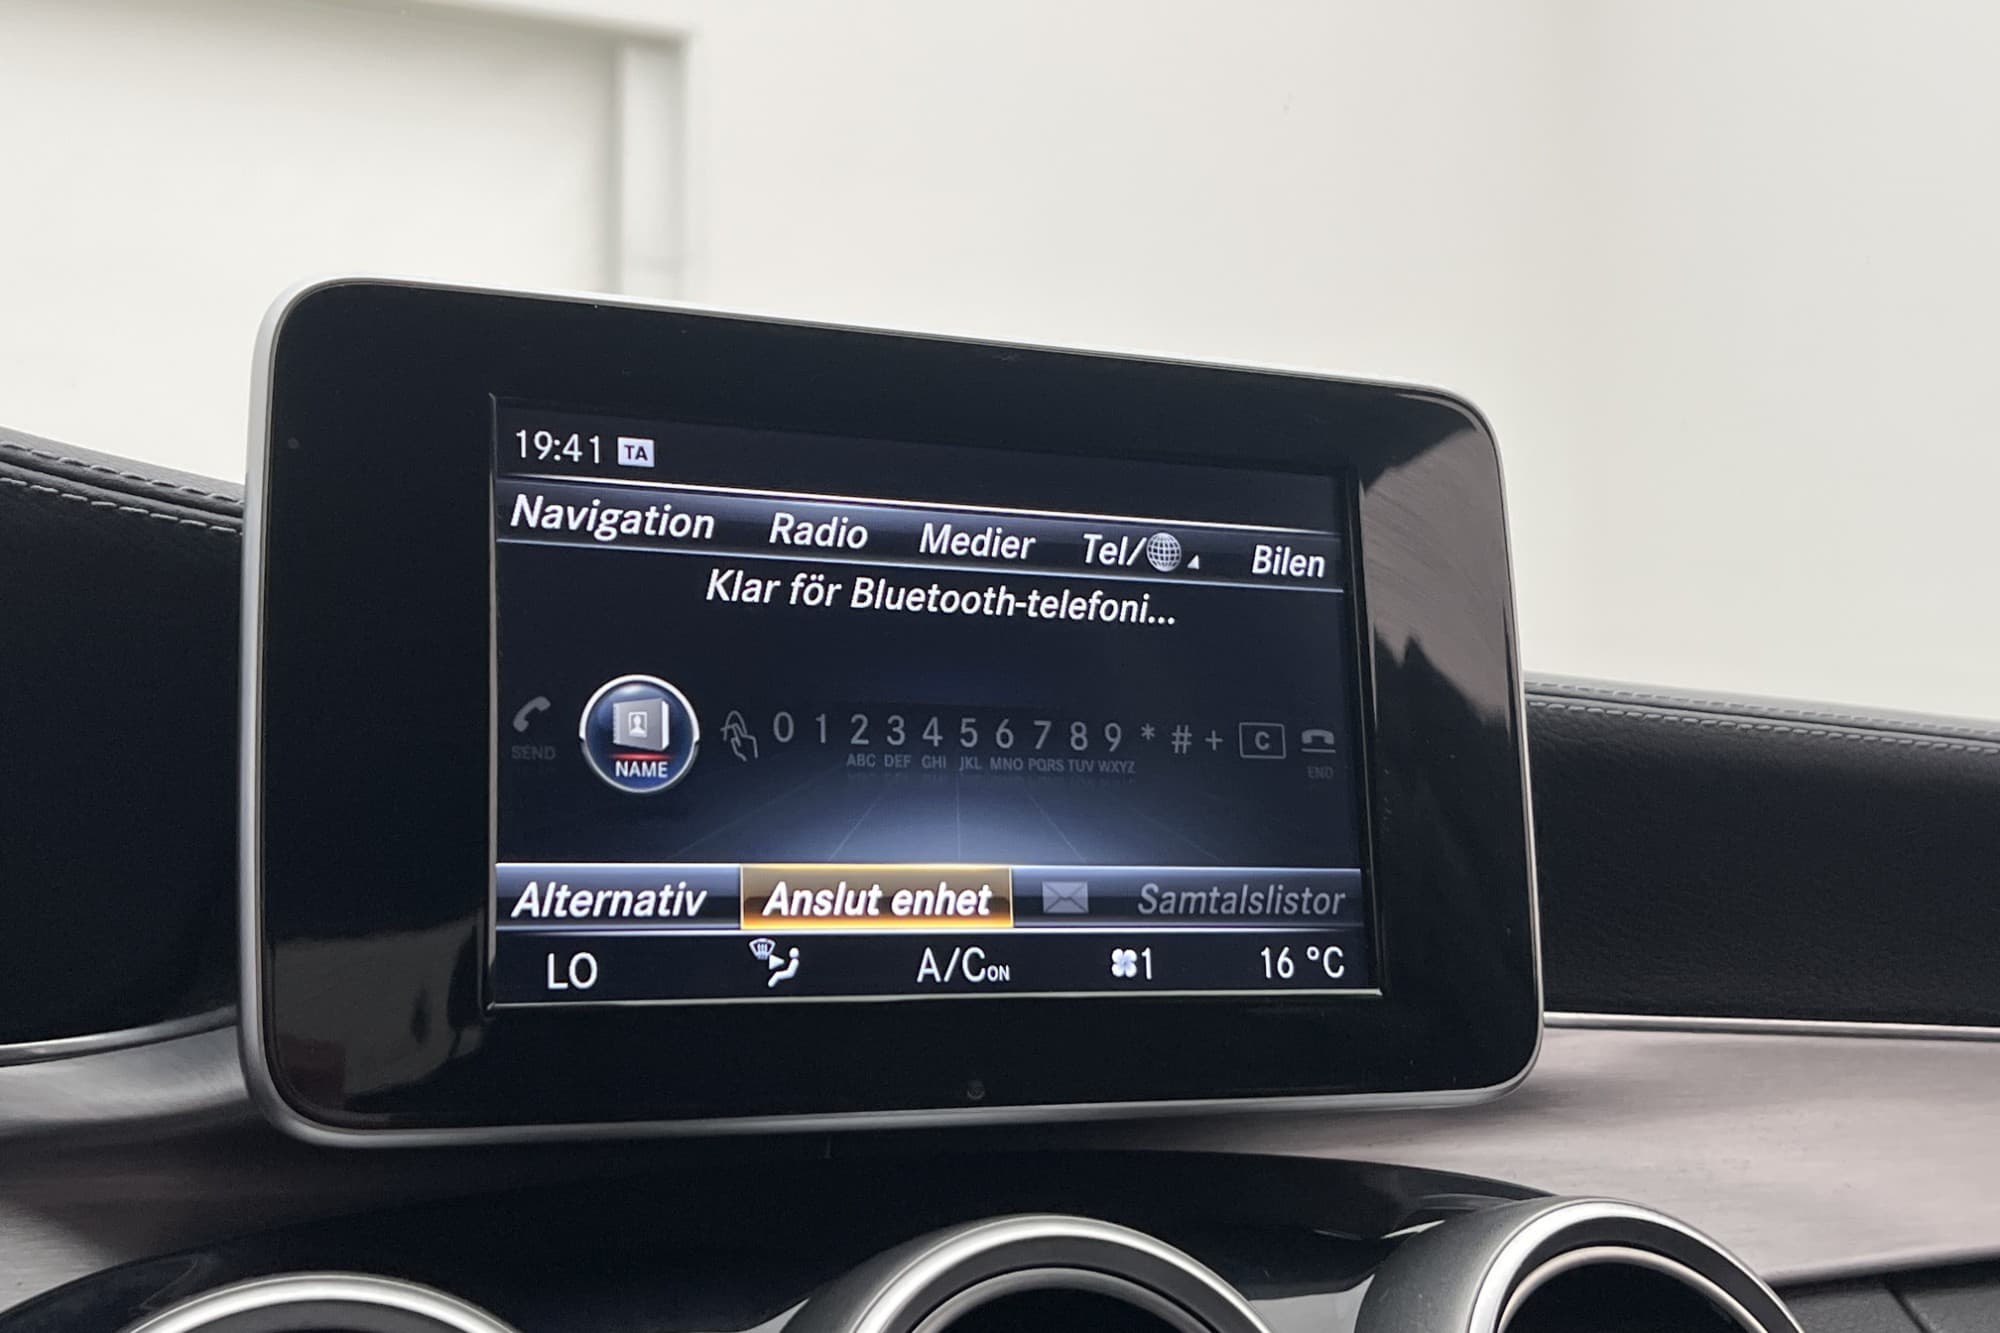 19:41 TA
Navigation Radio Medier Tel/ Bilen
Klar för Bluetooth-telefoni...
SEND NAME 0 1 2 3 4 5 6 7 8 9 * # + C END
ABC DEF GHI JKL MNO PQRS TUV WXYZ
Alternativ Anslut enhet Samtalslistor
LO A/C ON 1 16 °C